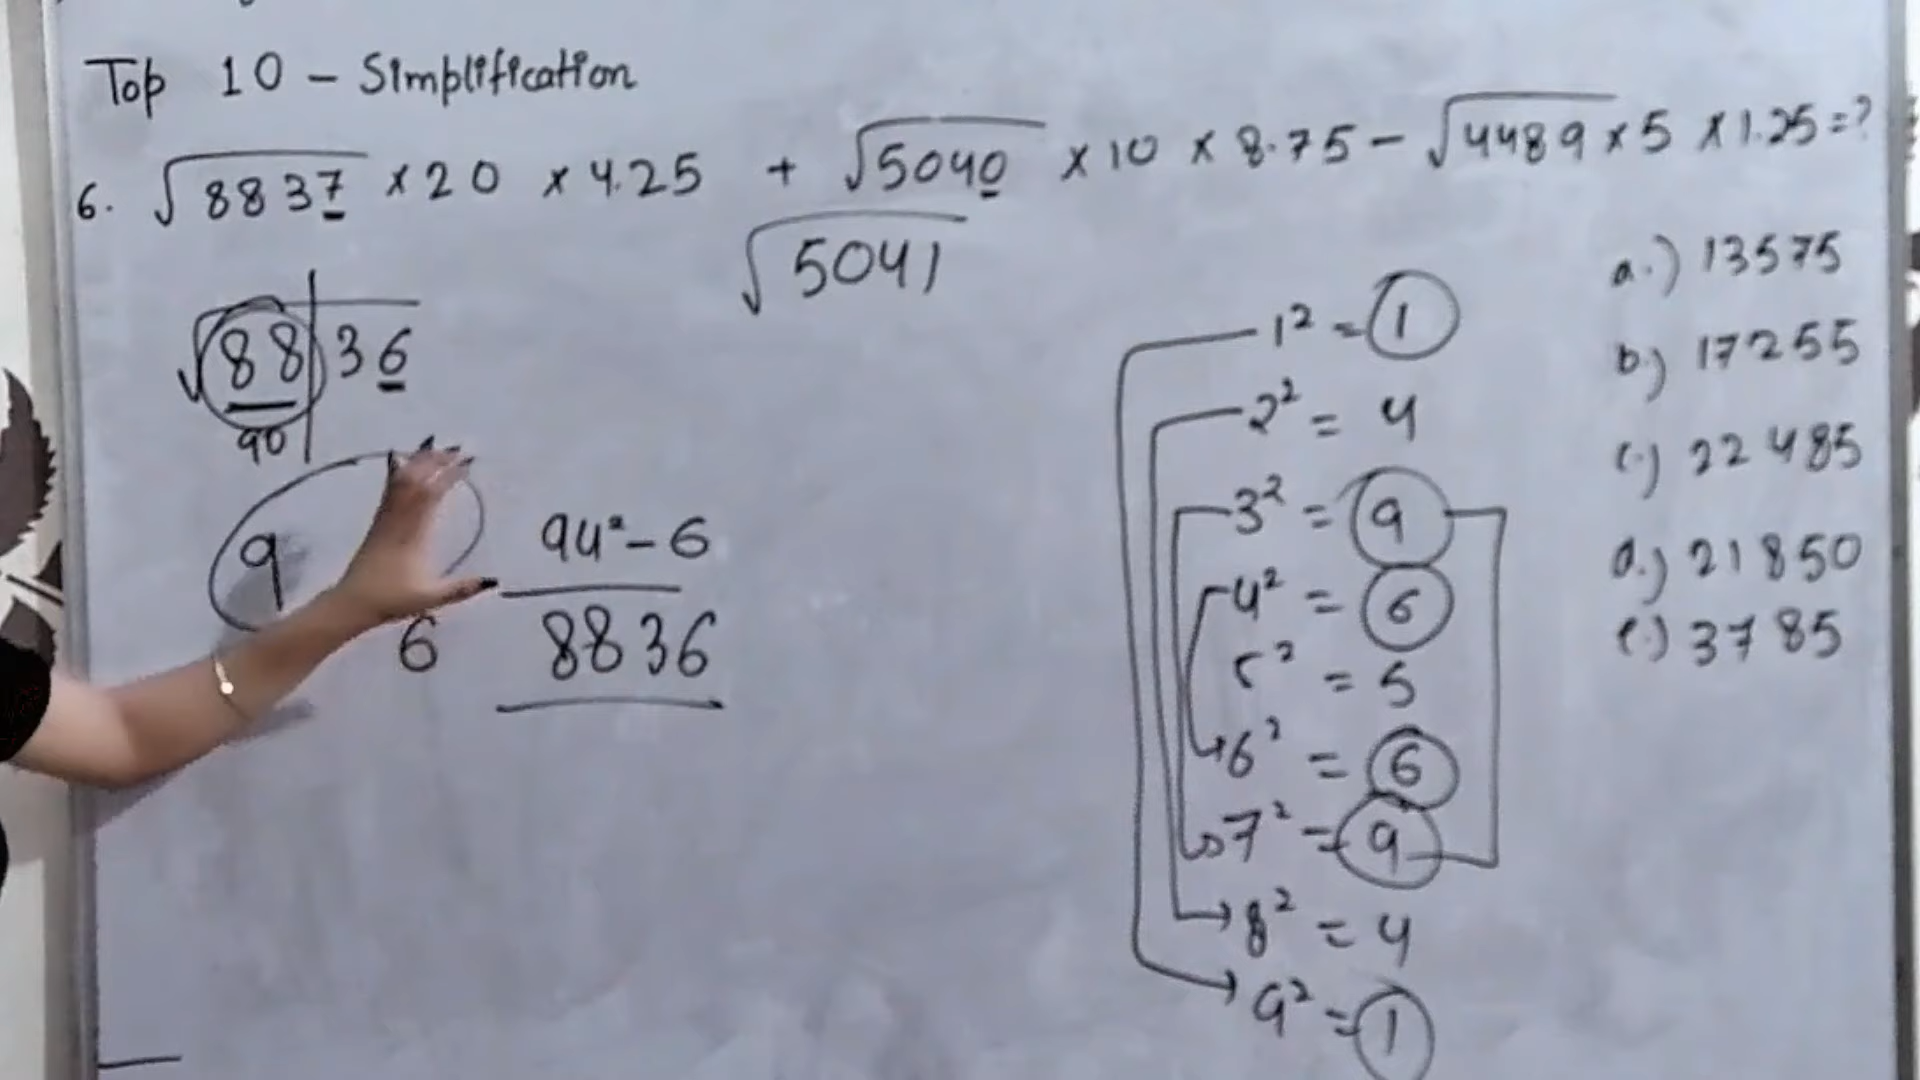 Top 10 - Simplification
6. √8837 × 20 × 4.25 + √5040 × 10 × 8.75 - √4489 × 5 × 1.25 = ?
√5041
√8836
90
9
6
94² - 6
8836
1² = 1
2² = 4
3² = 9
4² = 6
5² = 5
6² = 6
7² = 9
8² = 4
9² = 1
a.) 13575
b.) 17255
c.) 22485
d.) 21850
e.) 3785